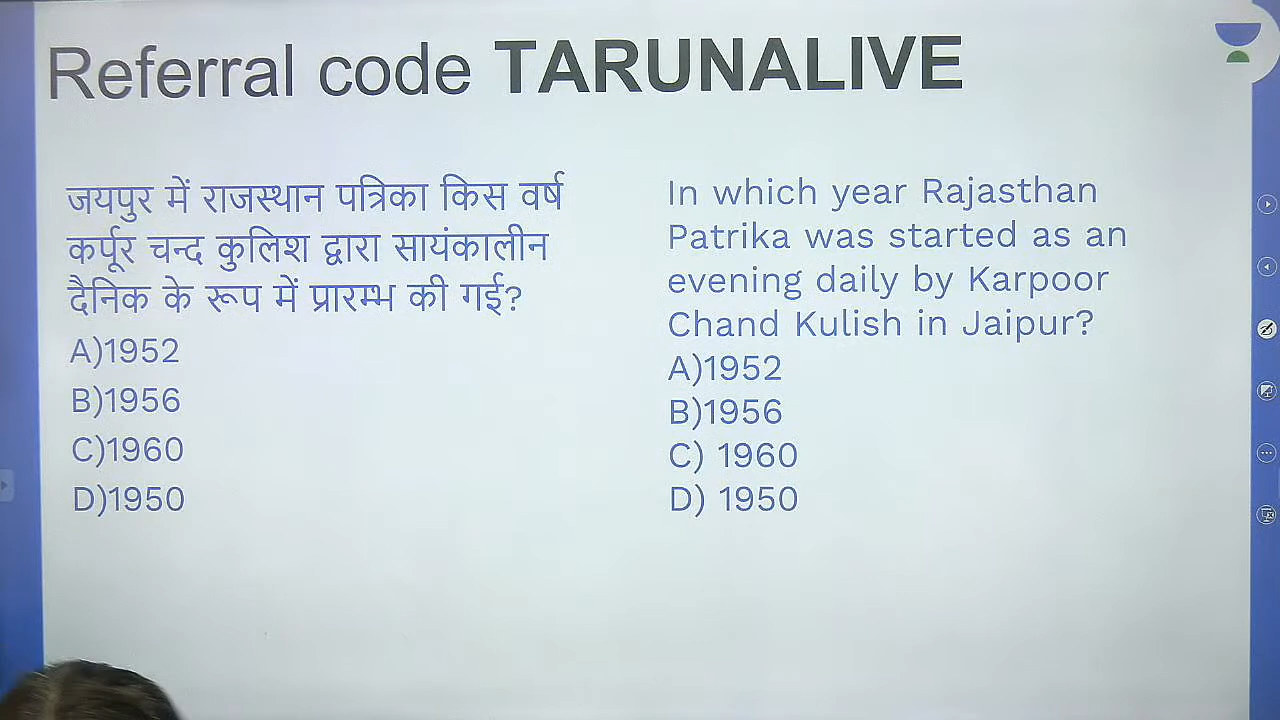 Referral code TARUNALIVE
जयपुर में राजस्थान पत्रिका किस वर्ष
कर्पूर चन्द कुलिश द्वारा सायंकालीन
दैनिक के रूप में प्रारम्भ की गई?
A)1952
B)1956
C)1960
D)1950
In which year Rajasthan
Patrika was started as an
evening daily by Karpoor
Chand Kulish in Jaipur?
A)1952
B)1956
C) 1960
D) 1950